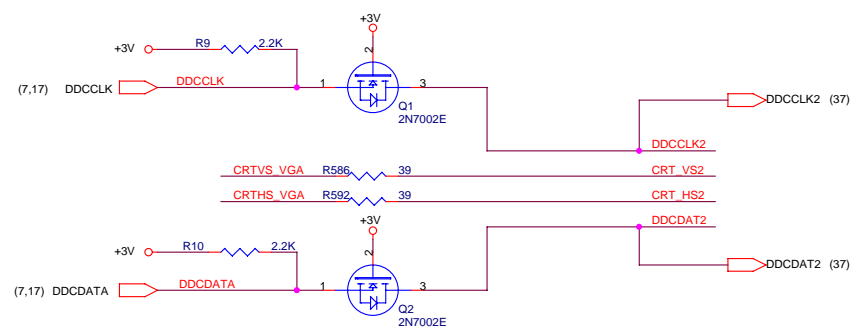 +3V
+3V R9 2.2K
2
(7,17) DDCCLK DDCCLK 1 3
Q1
2N7002E
DDCCLK2 (37)
DDCCLK2
CRTVS_VGA R586 39 CRT_VS2
CRTHS_VGA R592 39 CRT_HS2
+3V
DDCDAT2
+3V R10 2.2K
2
DDCDAT2 (37)
(7,17) DDCDATA DDCDATA 1 3
Q2
2N7002E